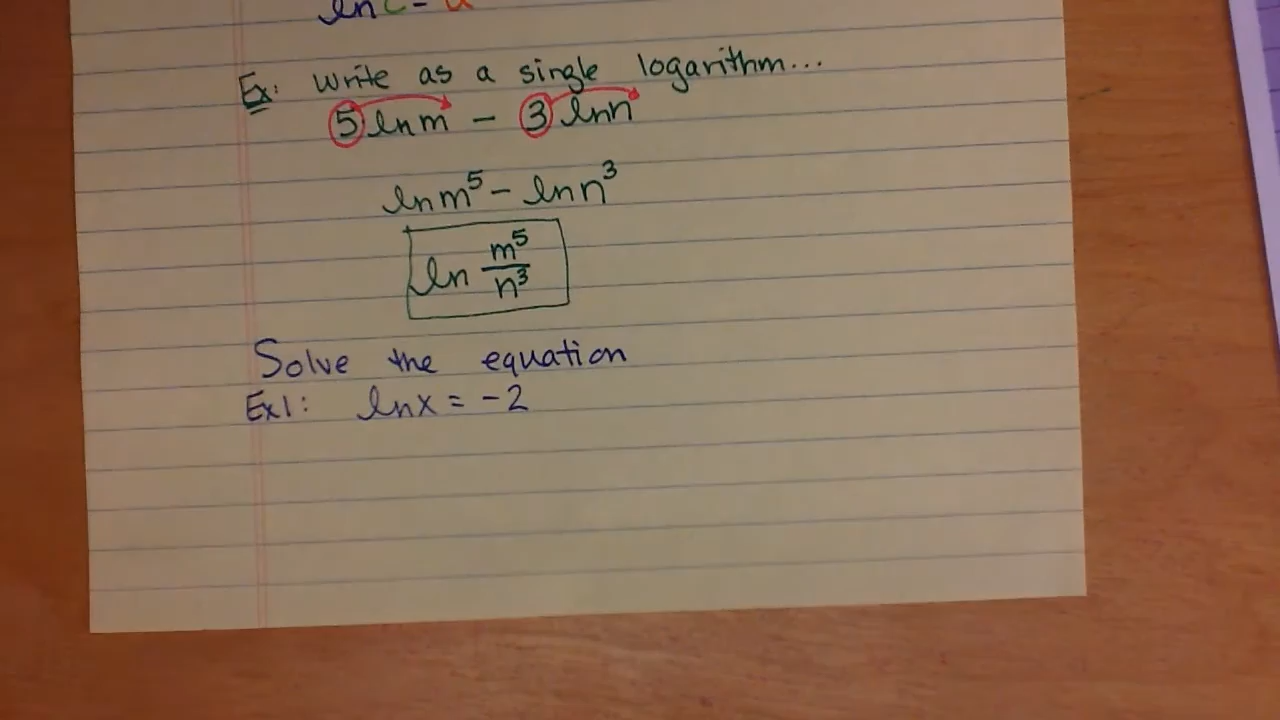 ln c = a
Ex: Write as a single logarithm...
5 ln m - 3 ln n
ln m⁵ - ln n³
ln m⁵/n³
Solve the equation
Ex1: ln x = -2